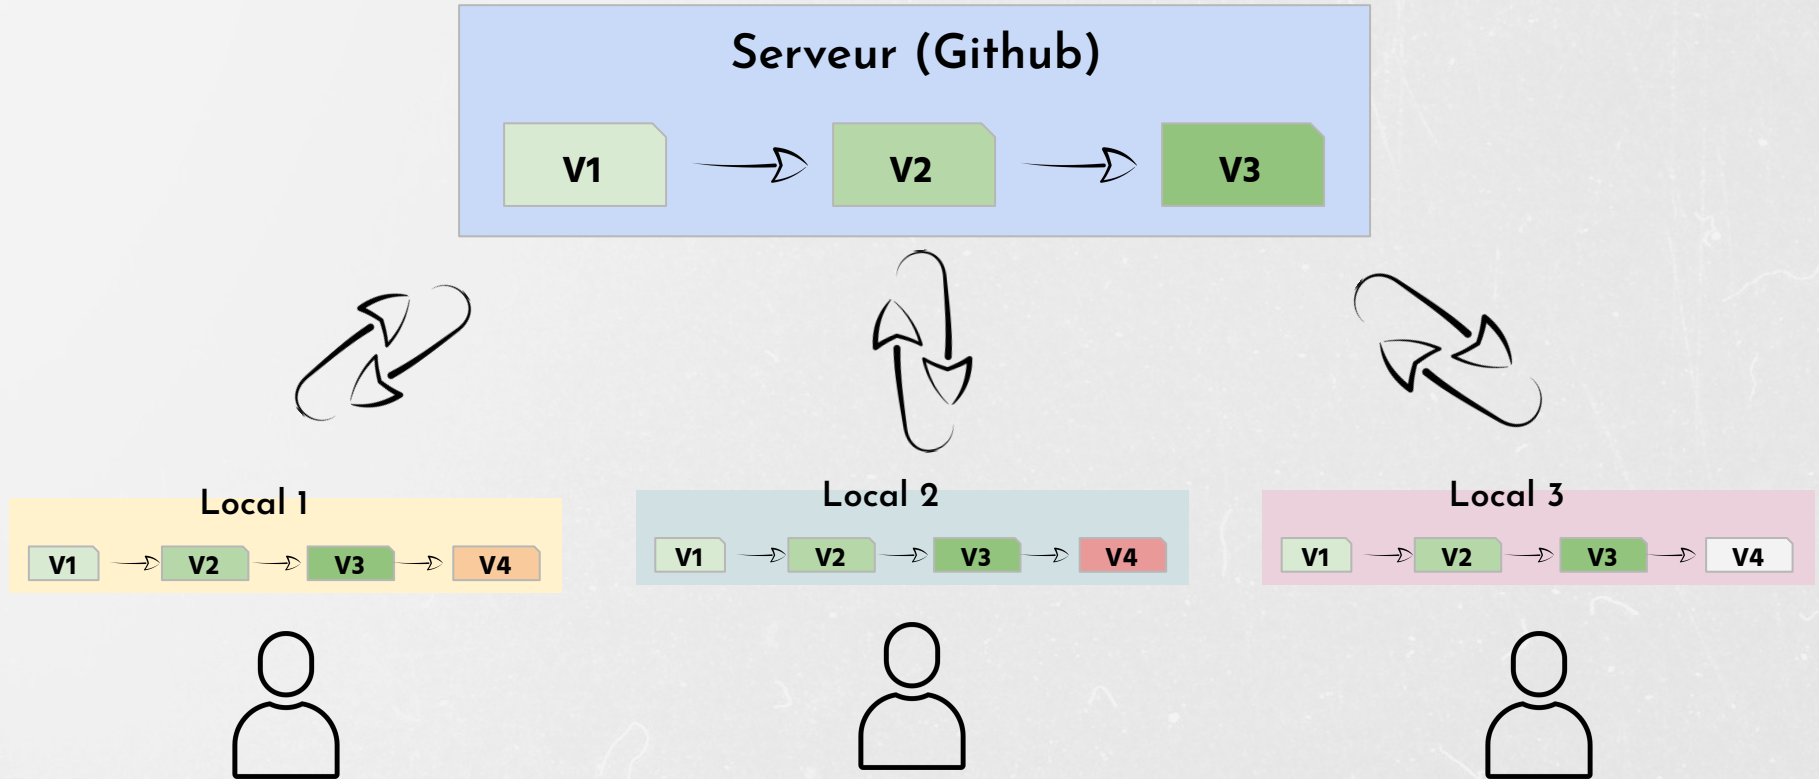 Serveur (Github)
V1 V2 V3
Local 1
V1 V2 V3 V4
Local 2
V1 V2 V3 V4
Local 3
V1 V2 V3 V4